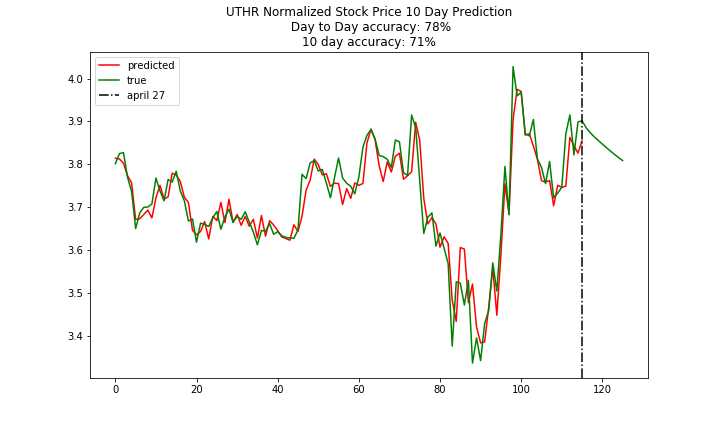 UTHR Normalized Stock Price 10 Day Prediction
Day to Day accuracy: 78%
10 day accuracy: 71%
predicted
true
april 27
4.0
3.9
3.8
3.7
3.6
3.5
3.4
0 20 40 60 80 100 120